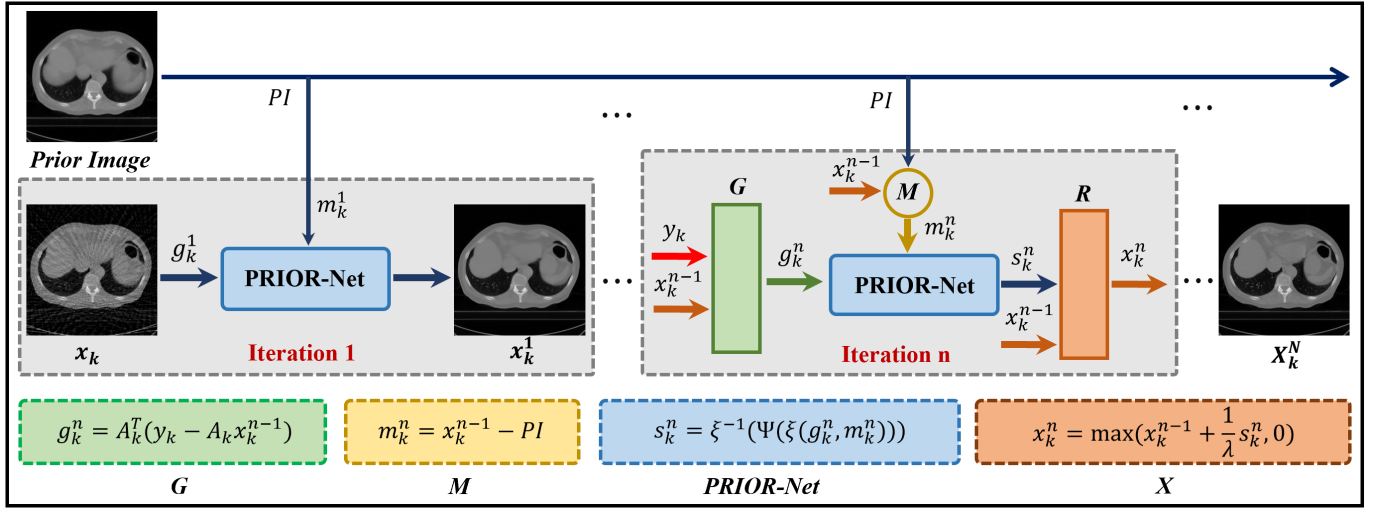 PI
PI
...
...
Prior Image
x_k^{n-1}
M
G
R
m_k^1
m_k^n
g_k^1
PRIOR-Net
y_k
g_k^n
PRIOR-Net
s_k^n
x_k^n
...
x_k^{n-1}
x_k^{n-1}
...
x_k
Iteration 1
x_k^1
Iteration n
X_k^N
g_k^n = A_k^T(y_k − A_k x_k^{n-1})
m_k^n = x_k^{n-1} − PI
s_k^n = ξ^{-1}(Ψ(ξ(g_k^n, m_k^n)))
x_k^n = max(x_k^{n-1} + \frac{1}{λ} s_k^n, 0)
G
M
PRIOR-Net
X